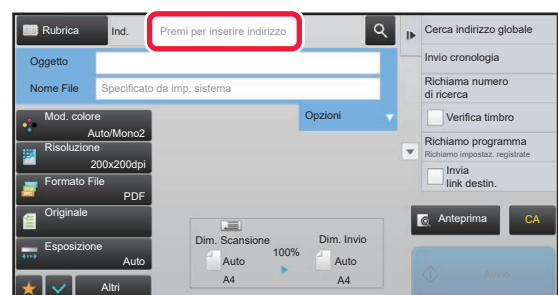 Rubrica
Ind.
Premi per inserire indirizzo
Oggetto
Nome File
Specificato da imp. sistema
Opzioni
Mod. colore
Auto/Mono2
Risoluzione
200x200dpi
Formato File
PDF
Originale
Esposizione
Auto
Altri
Dim. Scansione
Auto
A4
100%
Dim. Invio
Auto
A4
Cerca indirizzo globale
Invio cronologia
Richiama numero
di ricerca
Verifica timbro
Richiamo programma
Richiamo impostaz. registrate
Invia
link destin.
Anteprima
CA
Avvio